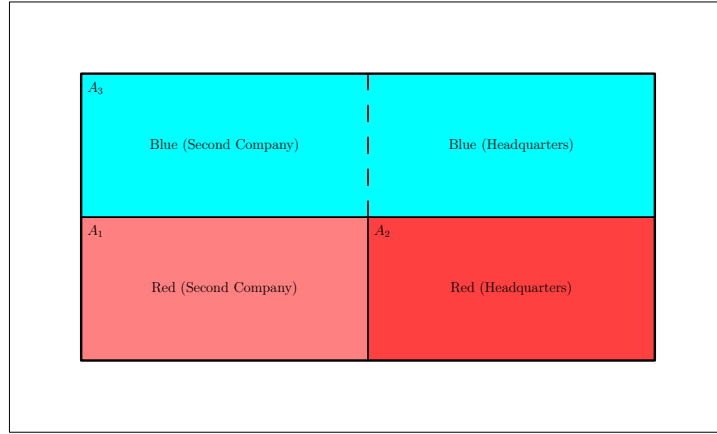 A₃
Blue (Second Company)
Blue (Headquarters)
A₁
A₂
Red (Second Company)
Red (Headquarters)